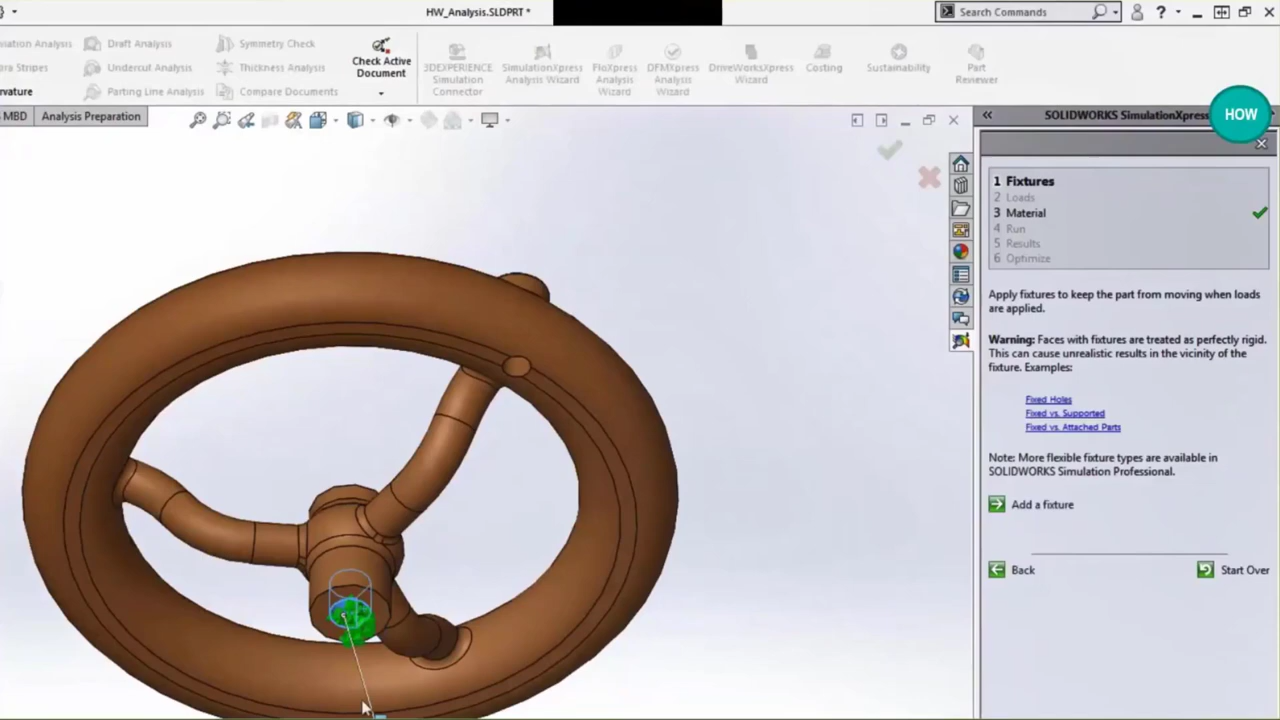 HW_Analysis.SLDPRT *
Search Commands
?
Analysis
Draft Analysis
Symmetry Check
Stripes
Undercut Analysis
Thickness Analysis
Parting Line Analysis
Compare Documents
Check Active
Document
3DEXPERIENCE
Simulation
Connector
SimulationXpress
Analysis Wizard
FloXpress
Analysis
Wizard
DFMXpress
Analysis
Wizard
DriveWorksXpress
Wizard
Costing
Sustainability
Part
Reviewer
MBD
Analysis Preparation
SOLIDWORKS SimulationXpress
HOW
1 Fixtures
2 Loads
3 Material
4 Run
5 Results
6 Optimize
Apply fixtures to keep the part from moving when loads
are applied.
Warning: Faces with fixtures are treated as perfectly rigid.
This can cause unrealistic results in the vicinity of the
fixture. Examples:
Fixed Holes
Fixed vs. Supported
Fixed vs. Attached Parts
Note: More flexible fixture types are available in
SOLIDWORKS Simulation Professional.
Add a fixture
Back
Start Over